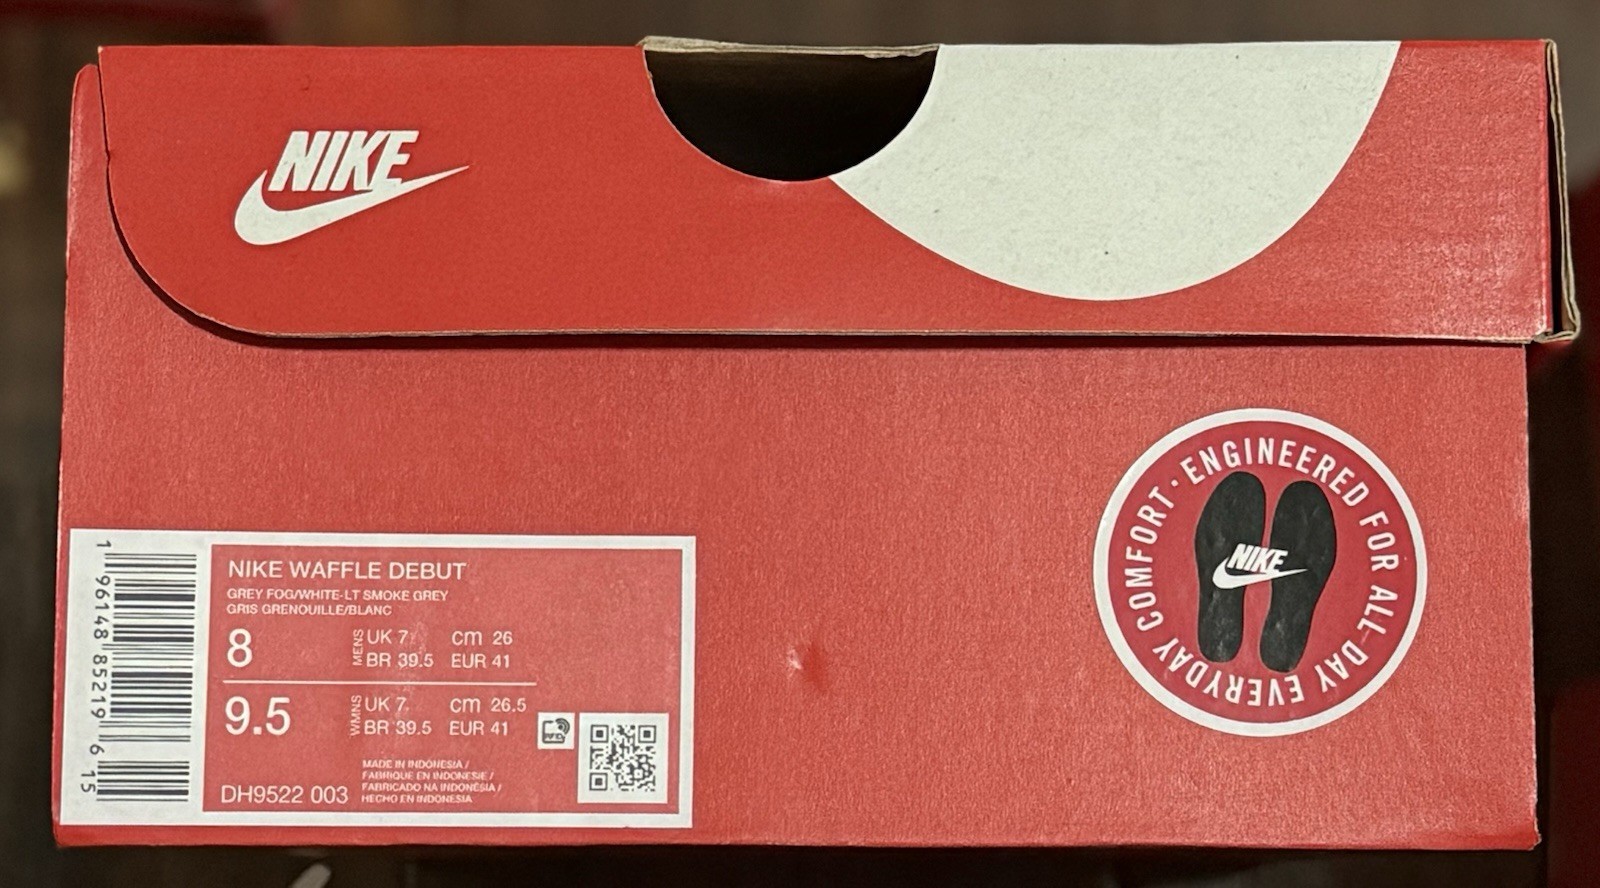 NIKE
ENGINEERED FOR ALL-DAY EVERYDAY COMFORT •
NIKE
1 96148 85219 6 15
NIKE WAFFLE DEBUT
GREY FOG/WHITE-LT SMOKE GREY
GRIS GRENOUILLE/BLANC
8 MENS UK 7 cm 26
BR 39.5 EUR 41
9.5 WMNS UK 7 cm 26.5
BR 39.5 EUR 41
DH9522 003
MADE IN INDONESIA /
FABRIQUE EN INDONESIE /
FABRICADO NA INDONÉSIA /
HECHO EN INDONESIA
RFID